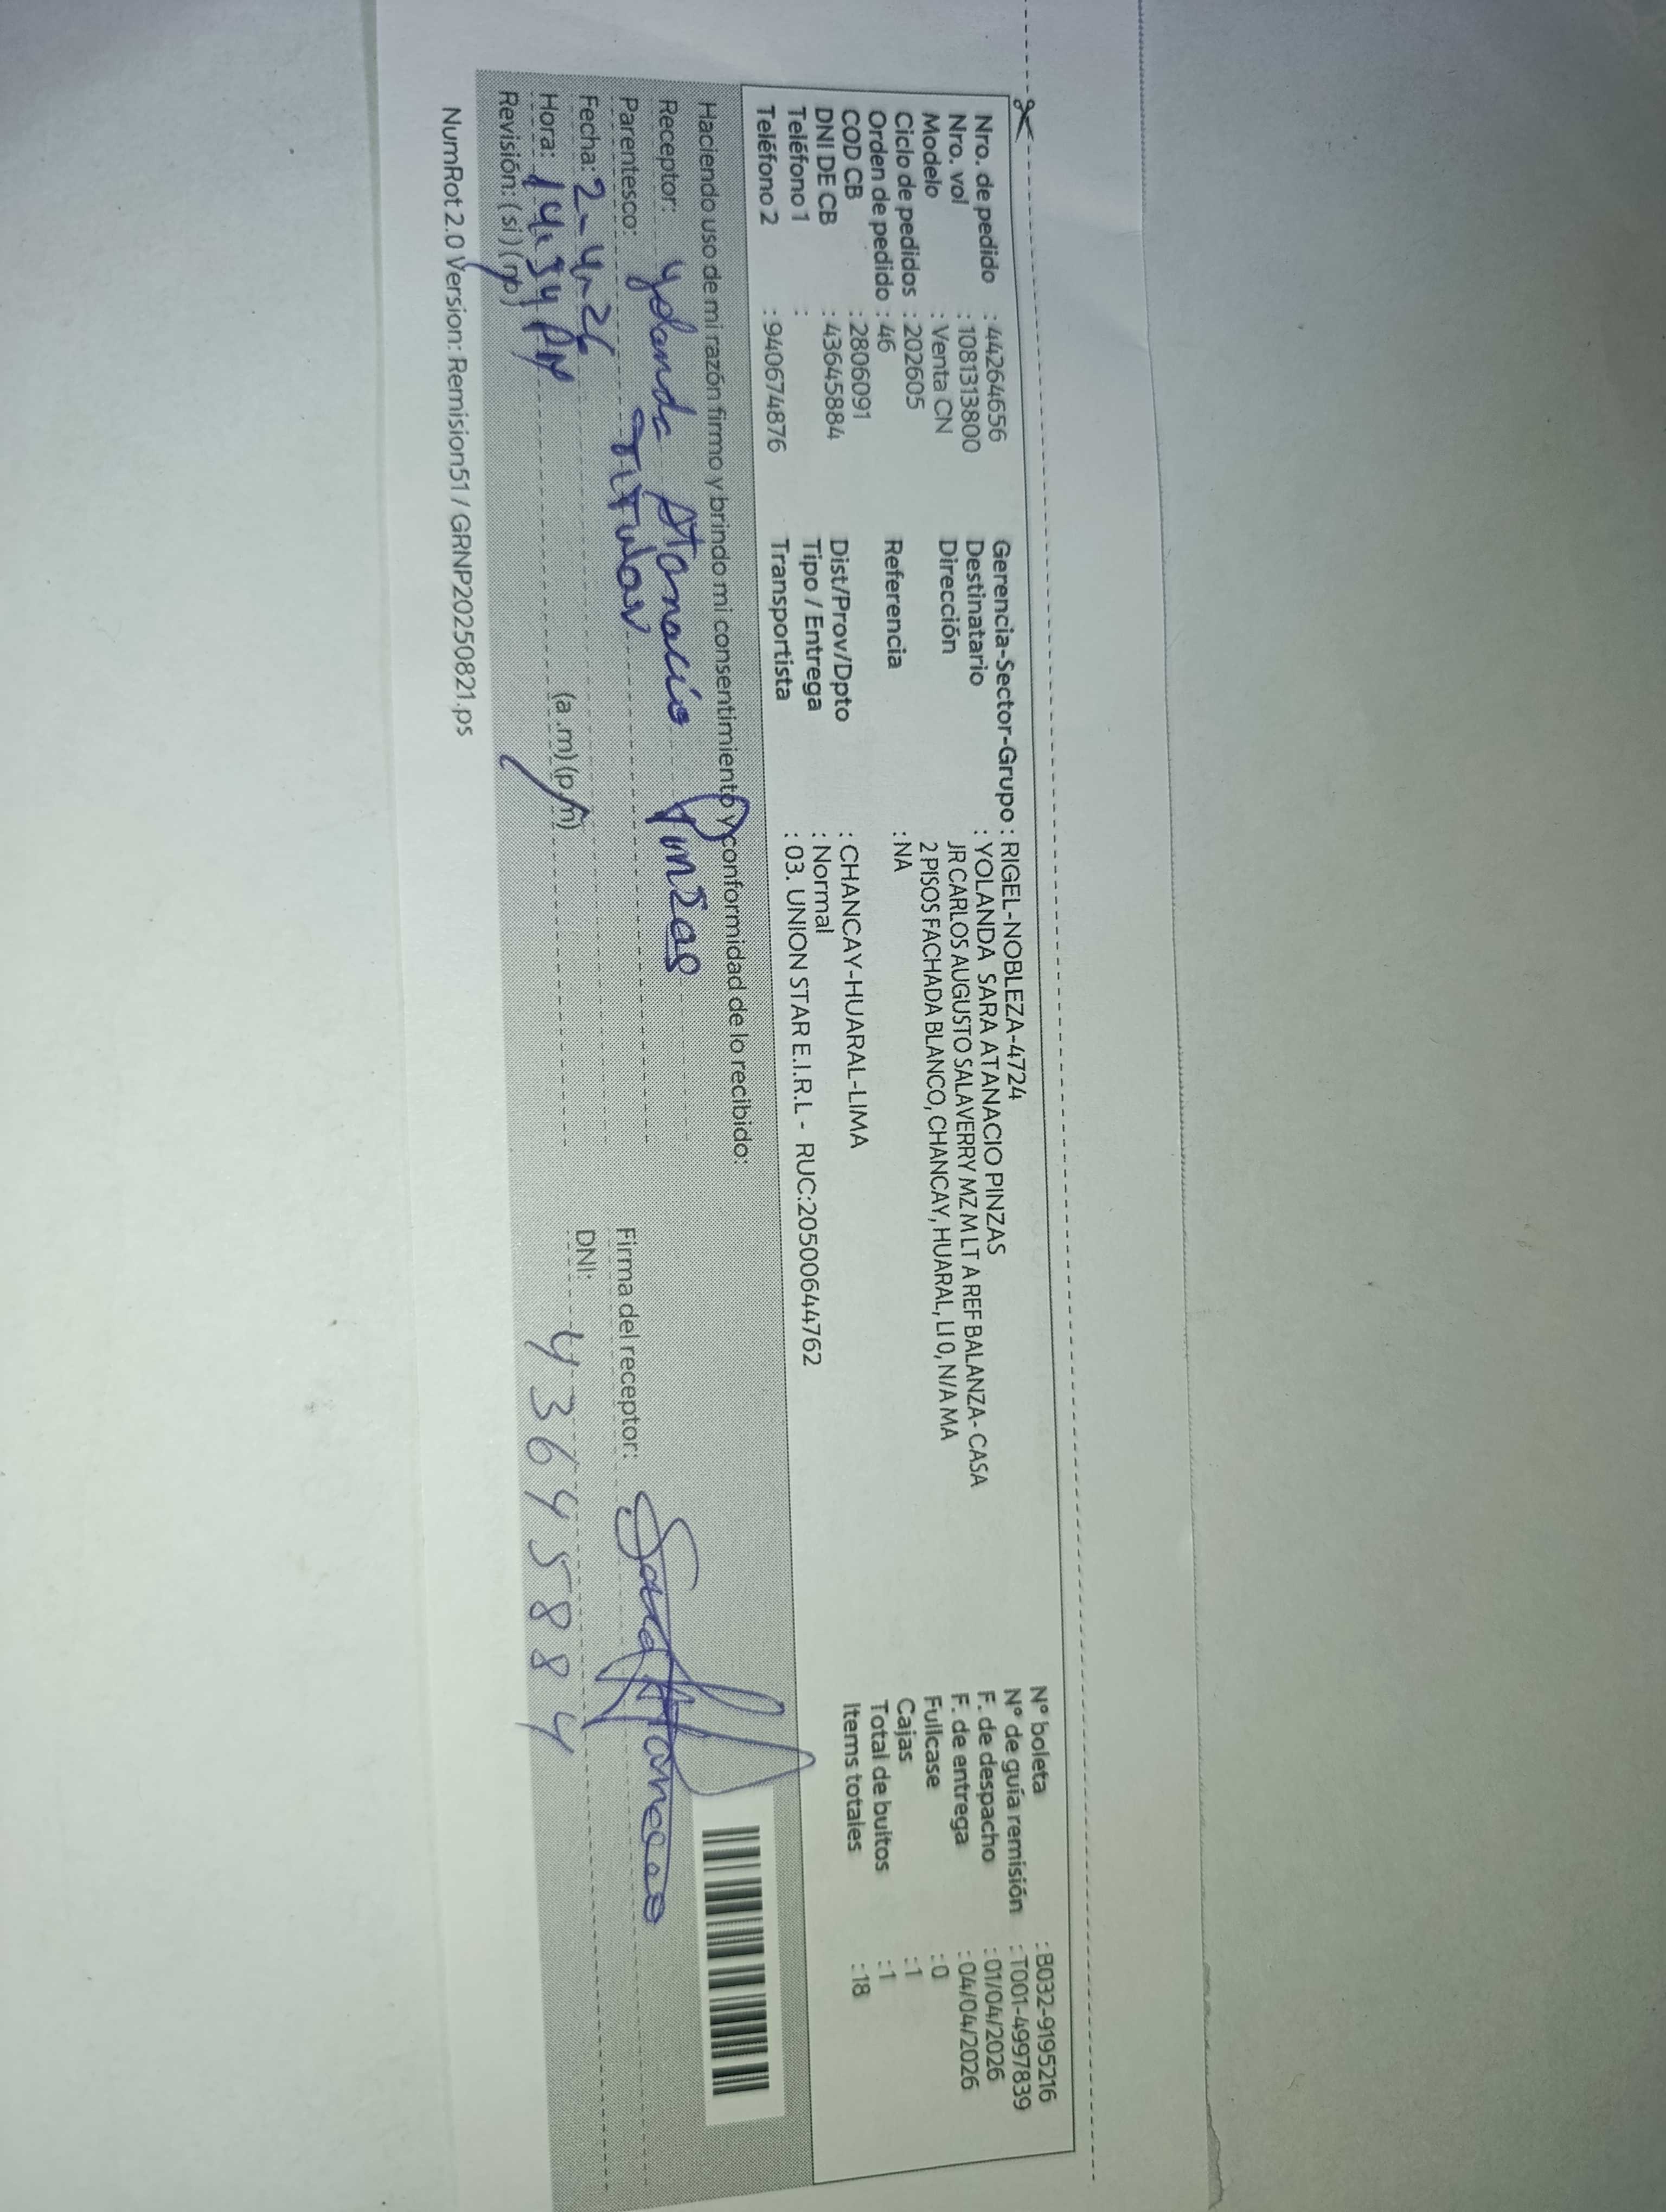 Nro. de pedido : 44264656
Nro. vol : 1081313800
Modelo : Venta CN
Ciclo de pedidos : 202605
Orden de pedido : 46
COD CB : 2806091
DNI DE CB : 43645884
Teléfono 1 :
Teléfono 2 : 940674876
Gerencia-Sector-Grupo : RIGEL-NOBLEZA-4724
Destinatario : YOLANDA SARA ATANACIO PINZAS
Dirección JR CARLOS AUGUSTO SALAVERRY MZ M LT A REF BALANZA- CASA
2 PISOS FACHADA BLANCO, CHANCAY, HUARAL, LI 0, N/A MA
Referencia : NA
Dist/Prov/Dpto : CHANCAY-HUARAL-LIMA
Tipo / Entrega : Normal
Transportista : 03. UNION STAR E.I.R.L - RUC:20500644762
N° boleta : B032-9195216
N° de guía remisión : T001-4997839
F. de despacho : 01/04/2026
F. de entrega : 04/04/2026
Fullcase : 0
Cajas : 1
Total de bultos : 1
Items totales : 18
Haciendo uso de mi razón firmo y brindo mi consentimiento y conformidad de lo recibido:
Receptor: Yolanda Atanacio Pinzas
Parentesco: Titular
Fecha: 2-4-26
Hora: 14:34 PM (a.m) (p.m)
Revisión: (si) (no)
Firma del receptor: Sara Atanacio
DNI: 43645884
NumRot 2.0 Version: Remision51 / GRNP20250821.ps